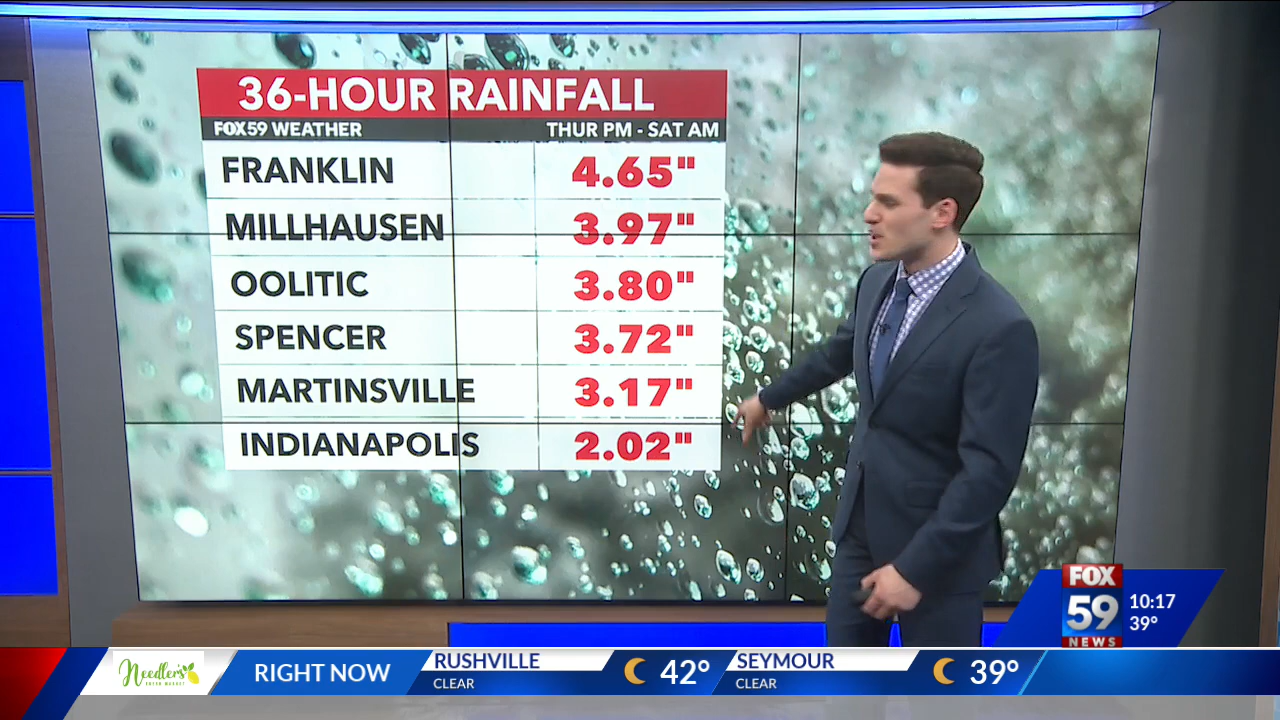 36-HOUR RAINFALL
FOX59 WEATHER THUR PM - SAT AM
FRANKLIN 4.65"
MILLHAUSEN 3.97"
OOLITIC 3.80"
SPENCER 3.72"
MARTINSVILLE 3.17"
INDIANAPOLIS 2.02"
FOX
59
NEWS
10:17
39°
Needler's
FRESH MARKET
RIGHT NOW
RUSHVILLE
CLEAR
42°
SEYMOUR
CLEAR
39°